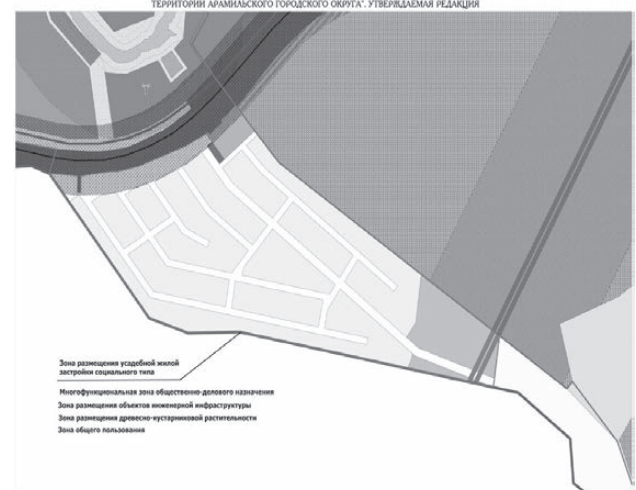 ТЕРРИТОРИИ АРАМИЛЬСКОГО ГОРОДСКОГО ОКРУГА". УТВЕРЖДАЕМАЯ РЕДАКЦИЯ
Зона размещения усадебной жилой
застройки социального типа
Многофункциональная зона общественно-делового назначения
Зона размещения объектов инженерной инфраструктуры
Зона размещения древесно-кустарниковой растительности
Зона общего пользования